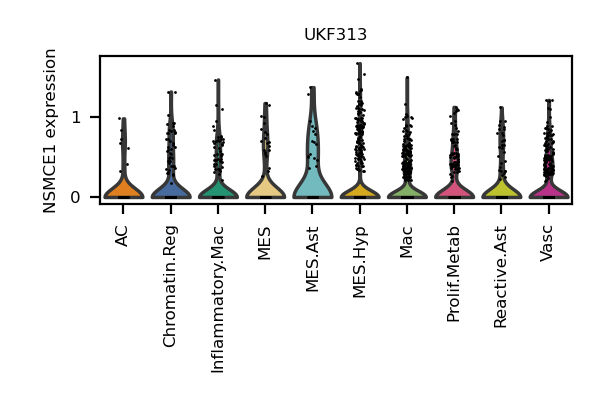 UKF313
NSMCE1 expression
1
0
AC
Chromatin.Reg
Inflammatory.Mac
MES
MES.Ast
MES.Hyp
Mac
Prolif.Metab
Reactive.Ast
Vasc